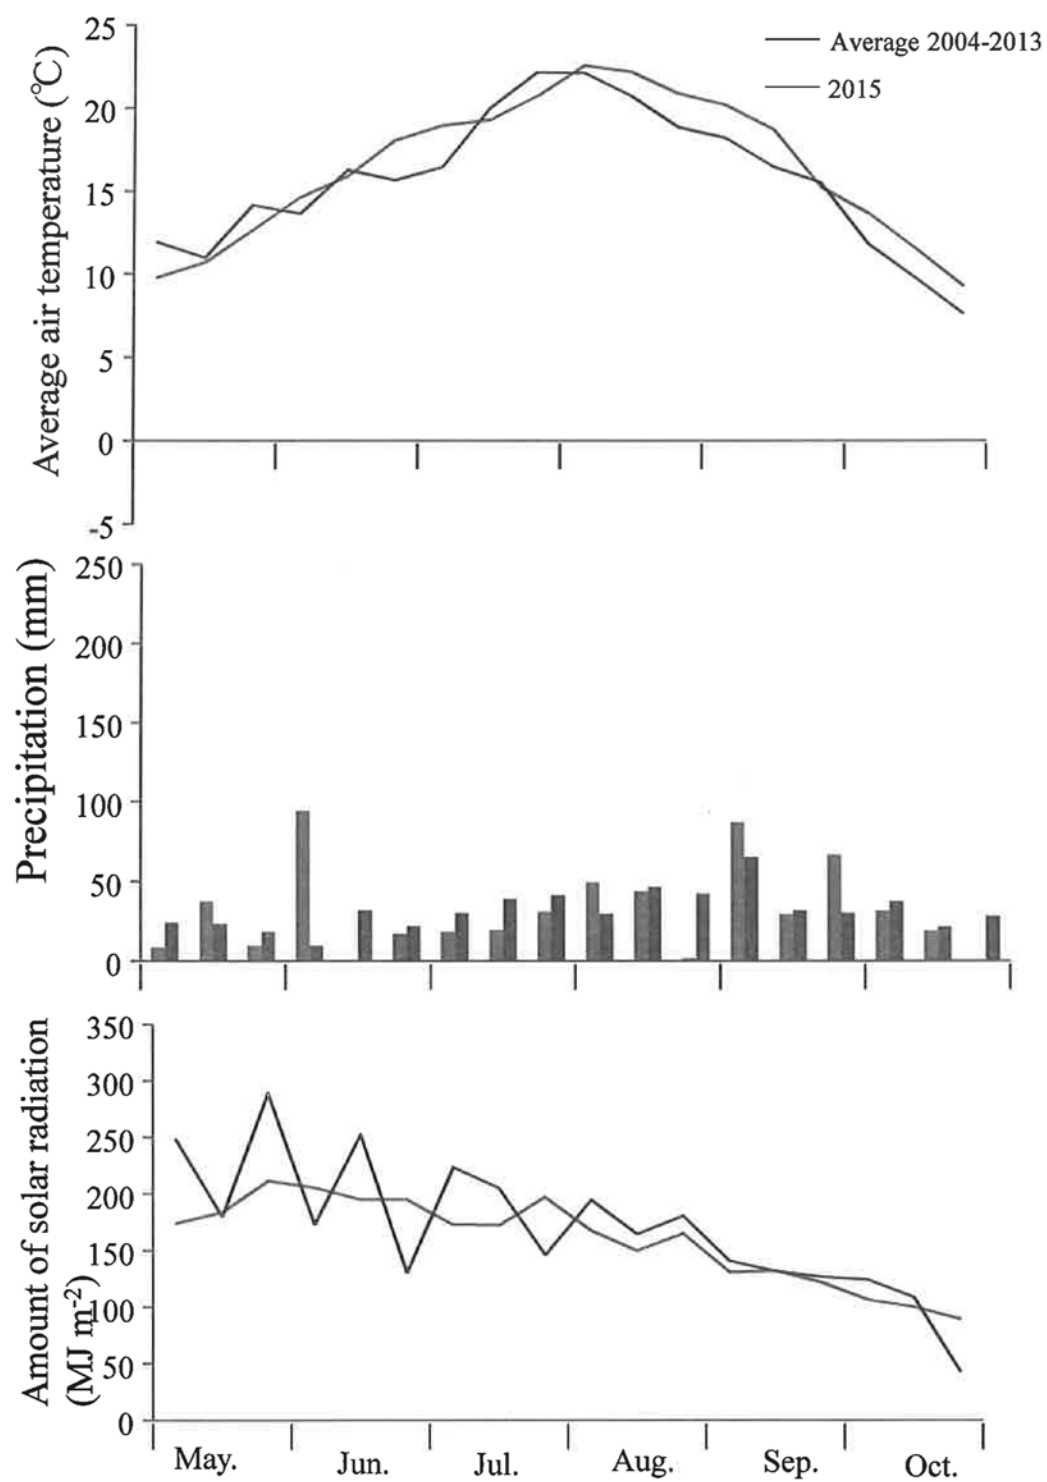 Average air temperature (℃)
25
20
15
10
5
0
-5
Average 2004-2013
2015
Precipitation (mm)
250
200
150
100
50
0
Amount of solar radiation
(MJ m-2)
350
300
250
200
150
100
50
0
May.
Jun.
Jul.
Aug.
Sep.
Oct.